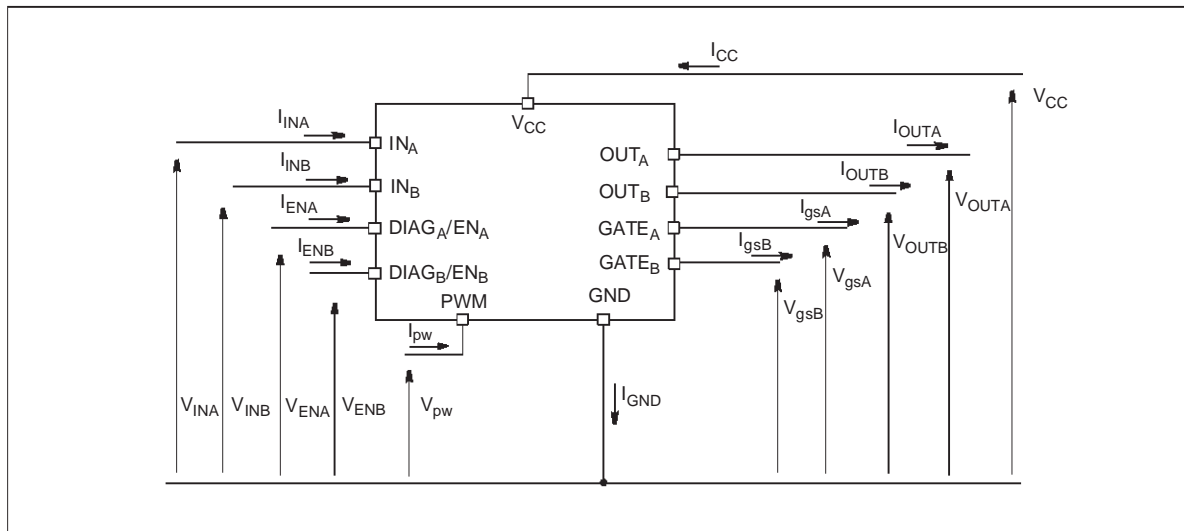 I_CC
V_CC
V_CC
I_INA
IN_A
I_OUTA
OUT_A
I_INB
IN_B
I_OUTB
OUT_B
V_OUTA
I_ENA
DIAG_A/EN_A
I_gsA
GATE_A
V_OUTB
I_ENB
DIAG_B/EN_B
I_gsB
GATE_B
V_gsA
PWM
GND
V_gsB
I_pw
V_INA
V_INB
V_ENA
V_ENB
V_pw
I_GND